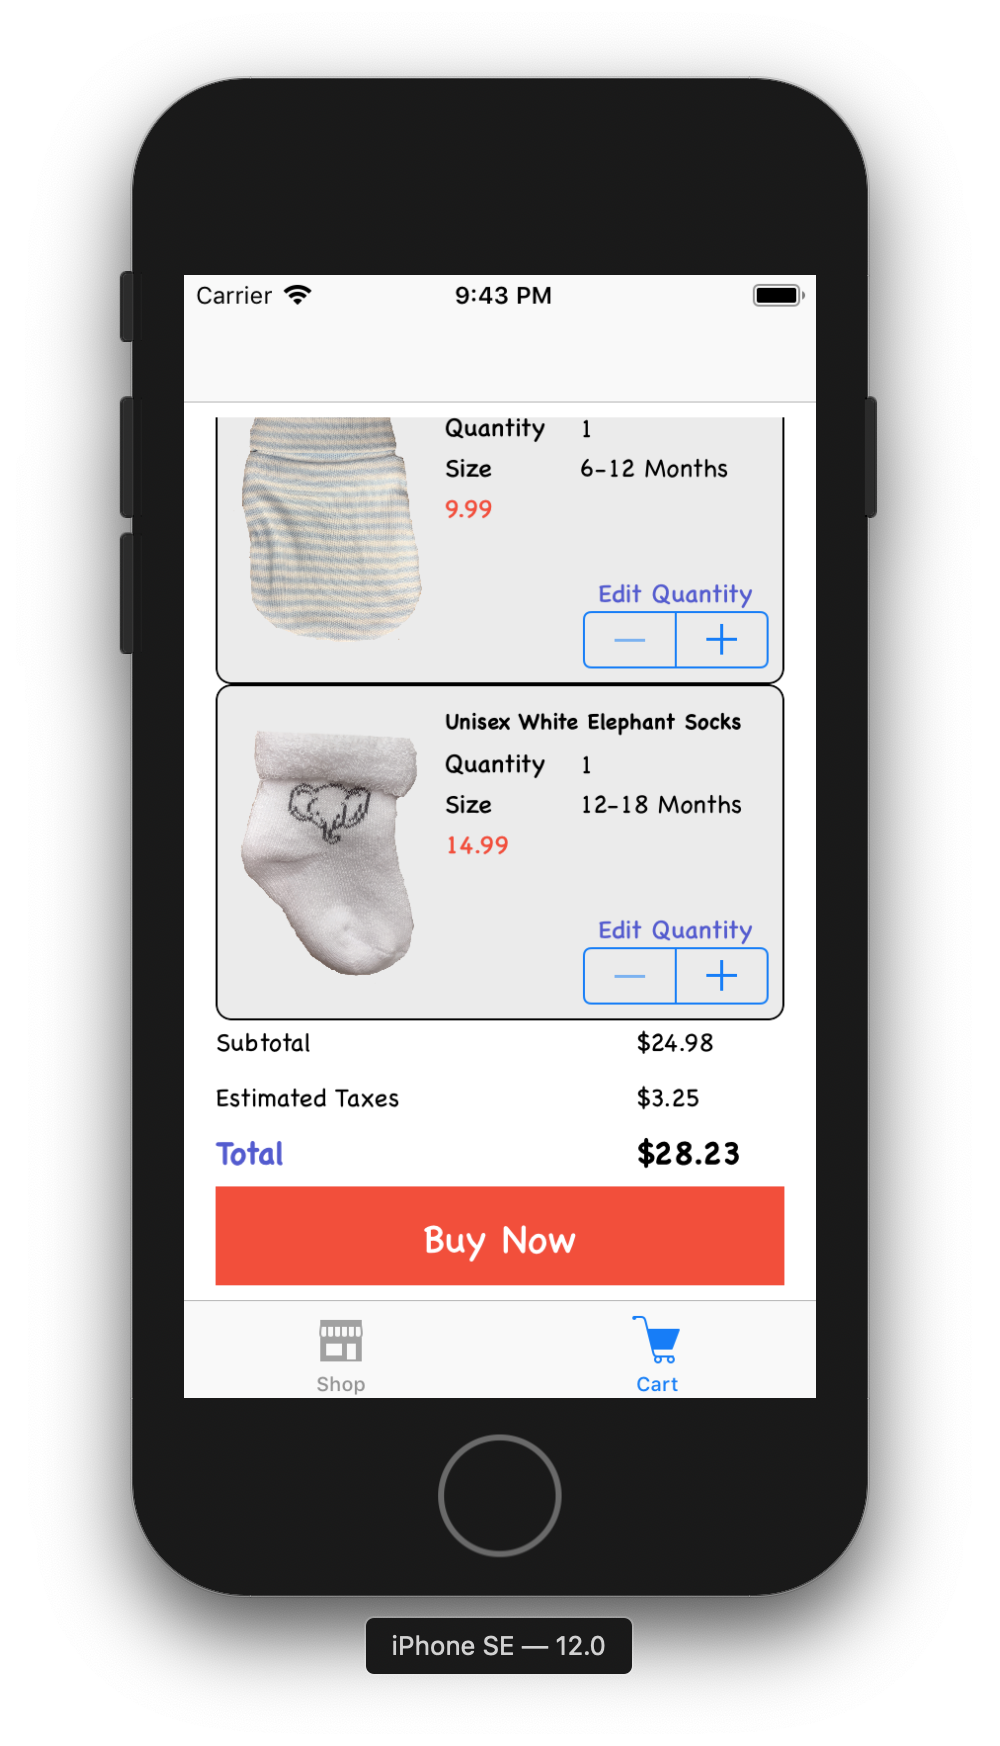 Carrier 9:43 PM
Quantity 1
Size 6-12 Months
9.99
Edit Quantity
Unisex White Elephant Socks
Quantity 1
Size 12-18 Months
14.99
Edit Quantity
Subtotal $24.98
Estimated Taxes $3.25
Total $28.23
Buy Now
Shop Cart
iPhone SE — 12.0